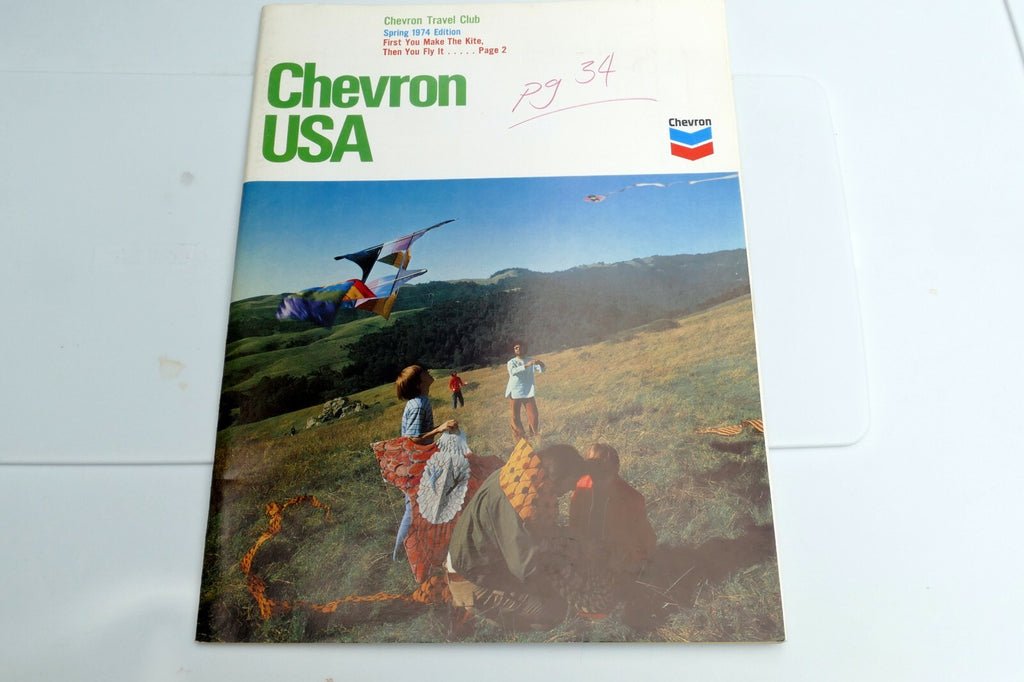 Chevron Travel Club
Spring 1974 Edition
First You Make The Kite,
Then You Fly It . . . . . Page 2
Chevron
USA
pg 34
Chevron